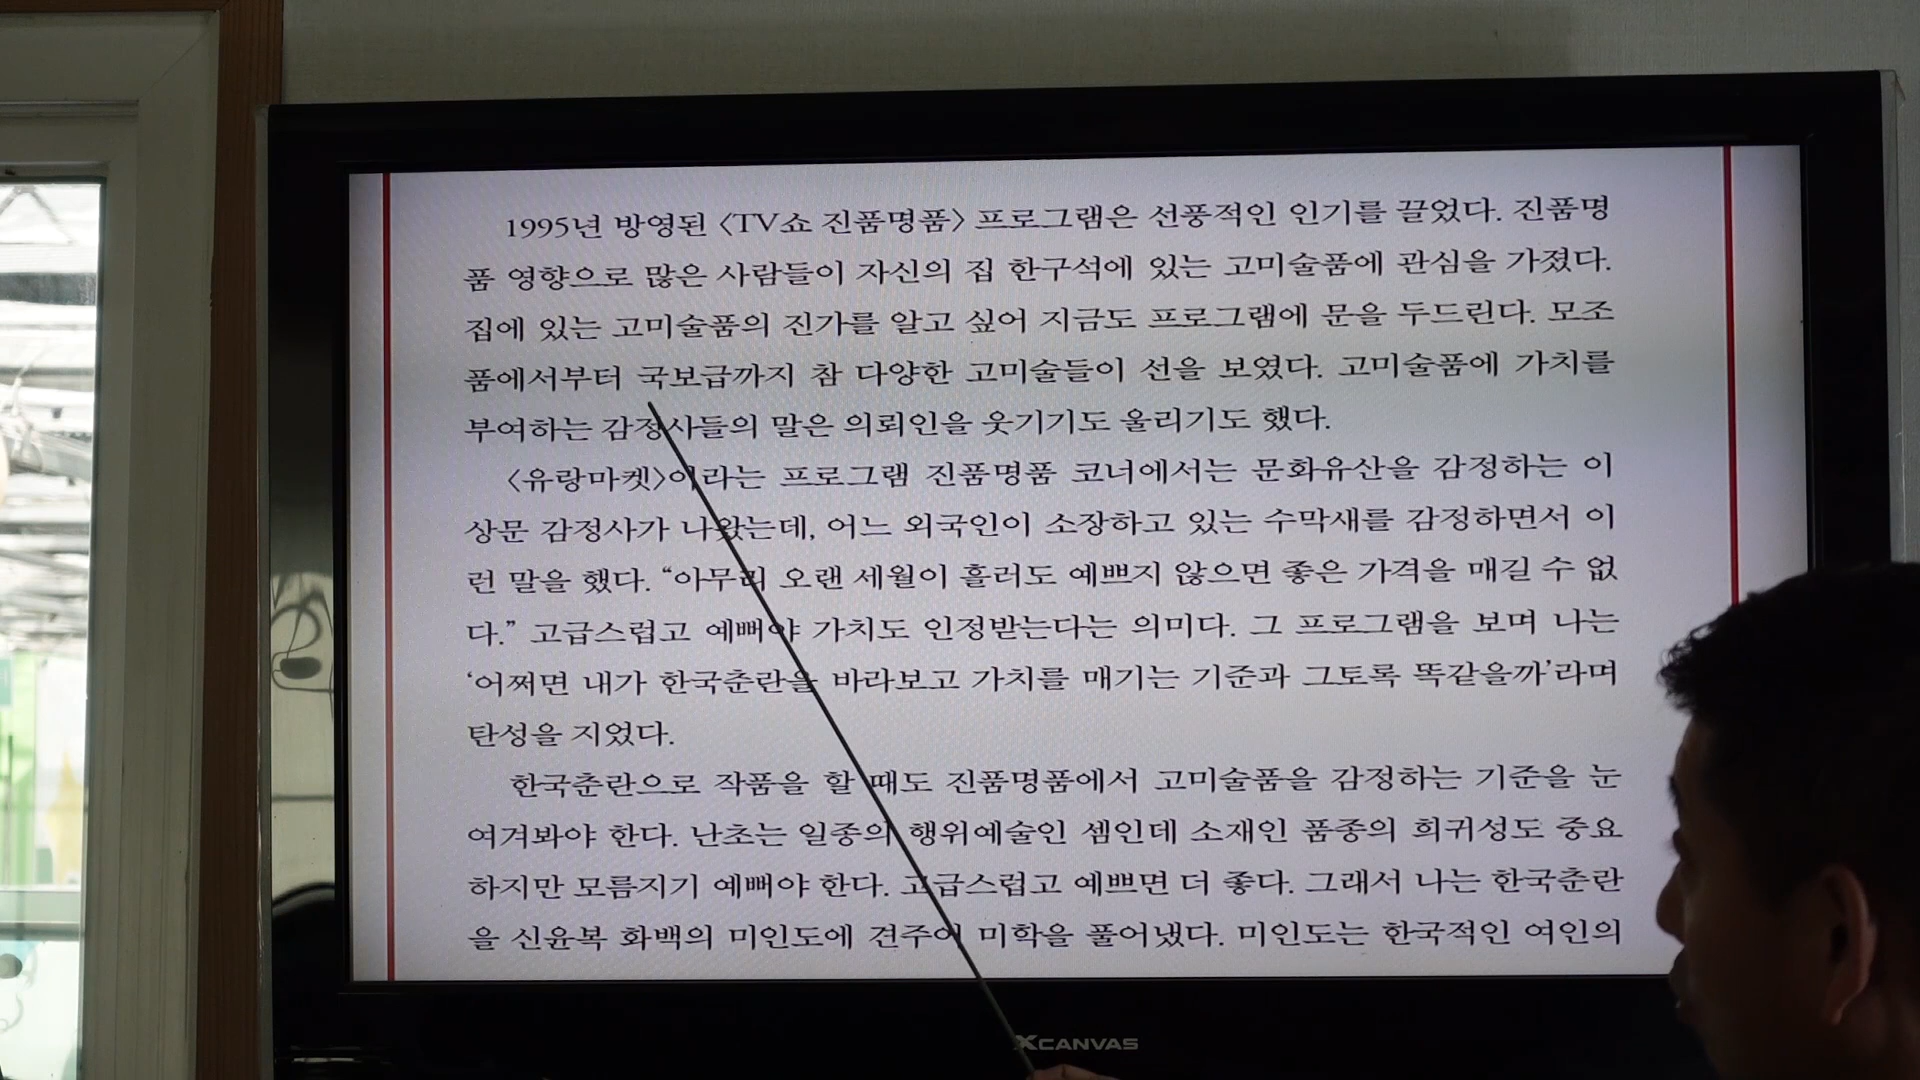 1995년 방영된 〈TV쇼 진품명품〉 프로그램은 선풍적인 인기를 끌었다. 진품명
품 영향으로 많은 사람들이 자신의 집 한구석에 있는 고미술품에 관심을 가졌다.
집에 있는 고미술품의 진가를 알고 싶어 지금도 프로그램에 문을 두드린다. 모조
품에서부터 국보급까지 참 다양한 고미술들이 선을 보였다. 고미술품에 가치를
부여하는 감정사들의 말은 의뢰인을 웃기기도 울리기도 했다.
〈유랑마켓〉이라는 프로그램 진품명품 코너에서는 문화유산을 감정하는 이
상문 감정사가 나왔는데, 어느 외국인이 소장하고 있는 수막새를 감정하면서 이
런 말을 했다. “아무리 오랜 세월이 흘러도 예쁘지 않으면 좋은 가격을 매길 수 없
다.” 고급스럽고 예뻐야 가치도 인정받는다는 의미다. 그 프로그램을 보며 나는
‘어쩌면 내가 한국춘란을 바라보고 가치를 매기는 기준과 그토록 똑같을까’라며
탄성을 지었다.
한국춘란으로 작품을 할 때도 진품명품에서 고미술품을 감정하는 기준을 눈
여겨봐야 한다. 난초는 일종의 행위예술인 셈인데 소재인 품종의 희귀성도 중요
하지만 모름지기 예뻐야 한다. 고급스럽고 예쁘면 더 좋다. 그래서 나는 한국춘란
을 신윤복 화백의 미인도에 견주어 미학을 풀어냈다. 미인도는 한국적인 여인의
XCANVAS